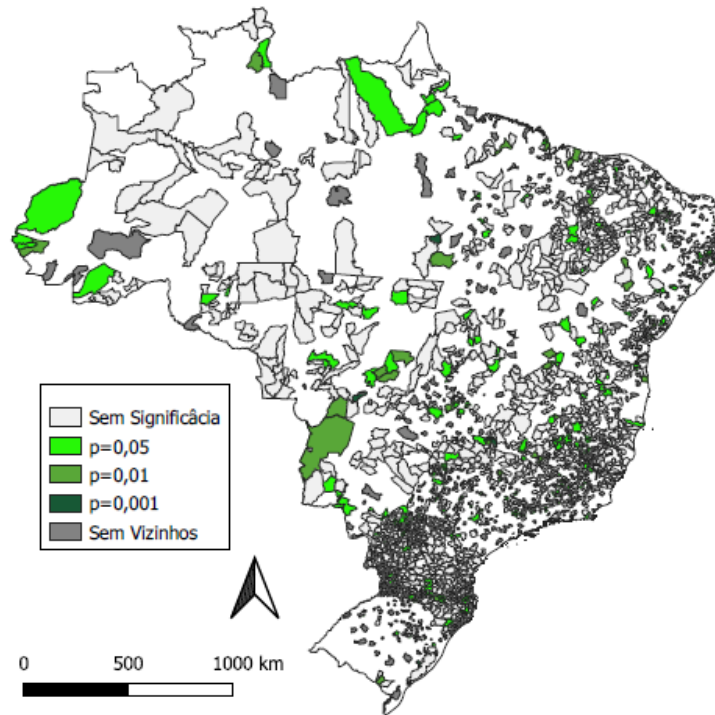 Sem Significâcia
p=0,05
p=0,01
p=0,001
Sem Vizinhos
0 500 1000 km